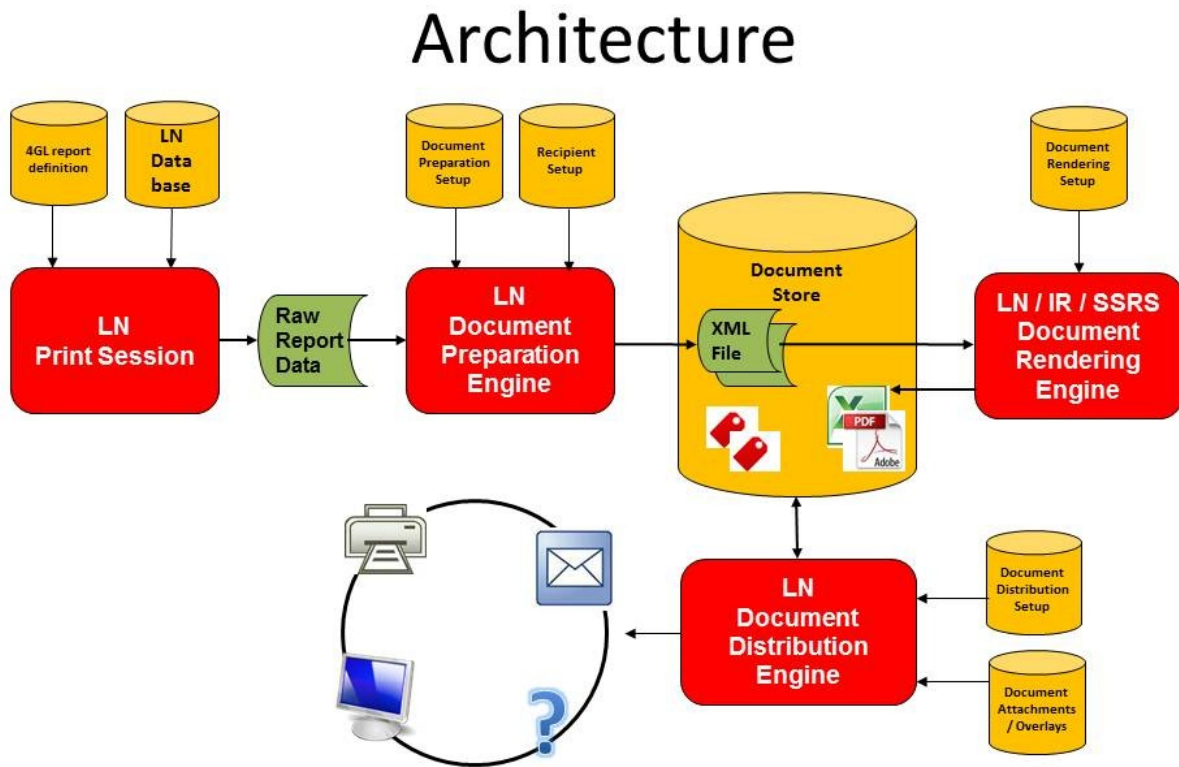 Architecture
4GL report
definition
LN
Data
base
Document
Preparation
Setup
Recipient
Setup
Document
Rendering
Setup
LN
Print Session
Raw
Report
Data
LN
Document
Preparation
Engine
Document
Store
XML
File
PDF
Adobe
LN / IR / SSRS
Document
Rendering
Engine
LN
Document
Distribution
Engine
Document
Distribution
Setup
Document
Attachments
/ Overlays
?